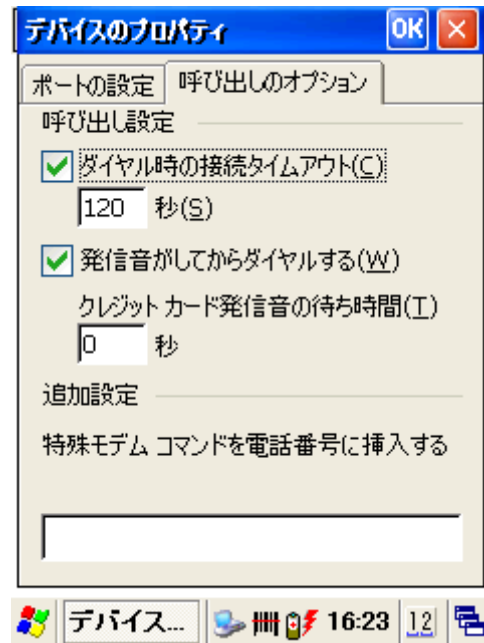 デバイスのプロパティ OK
ポートの設定 呼び出しのオプション
呼び出し設定
ダイヤル時の接続タイムアウト(C)
120 秒(S)
発信音がしてからダイヤルする(W)
クレジット カード発信音の待ち時間(T)
0 秒
追加設定
特殊モデム コマンドを電話番号に挿入する
デバイス... 16:23 12